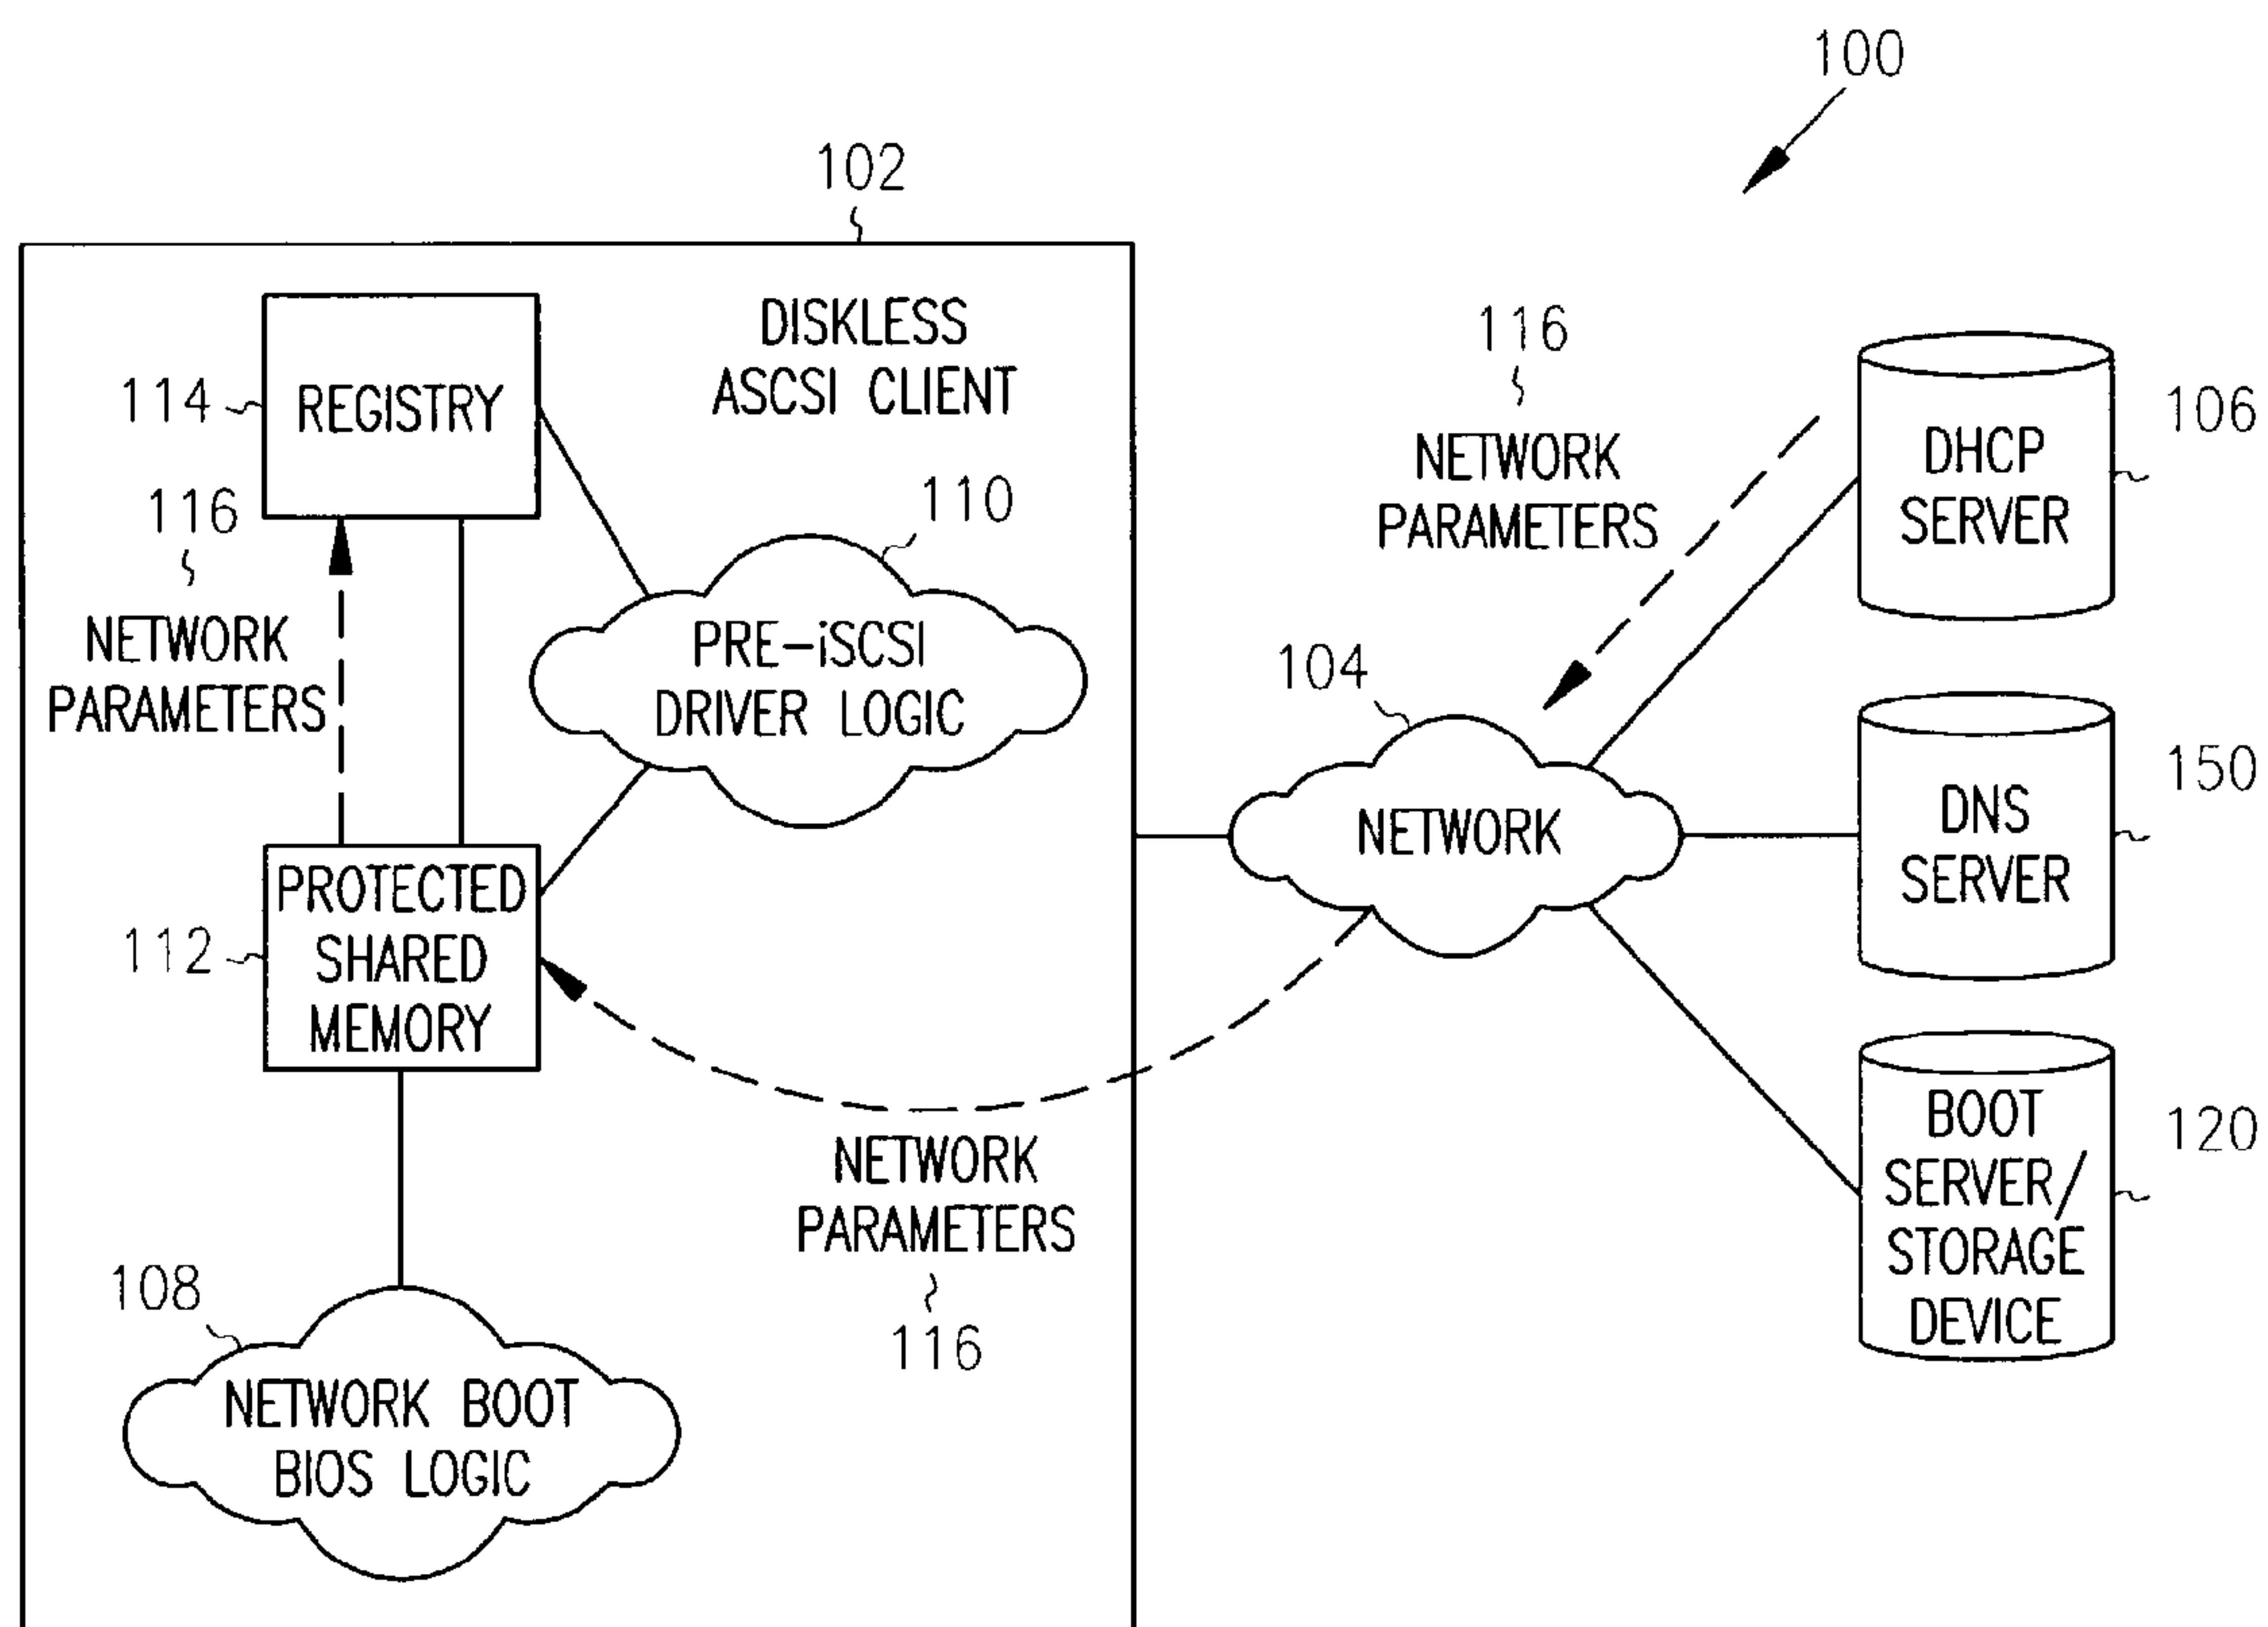 100
102
DISKLESS
ASCSI CLIENT
REGISTRY
114
116
NETWORK
PARAMETERS
110
PRE-iSCSI
DRIVER LOGIC
PROTECTED
SHARED
MEMORY
112
NETWORK
PARAMETERS
116
108
NETWORK BOOT
BIOS LOGIC
116
NETWORK
PARAMETERS
104
NETWORK
DHCP
SERVER
106
DNS
SERVER
150
BOOT
SERVER/
STORAGE
DEVICE
120